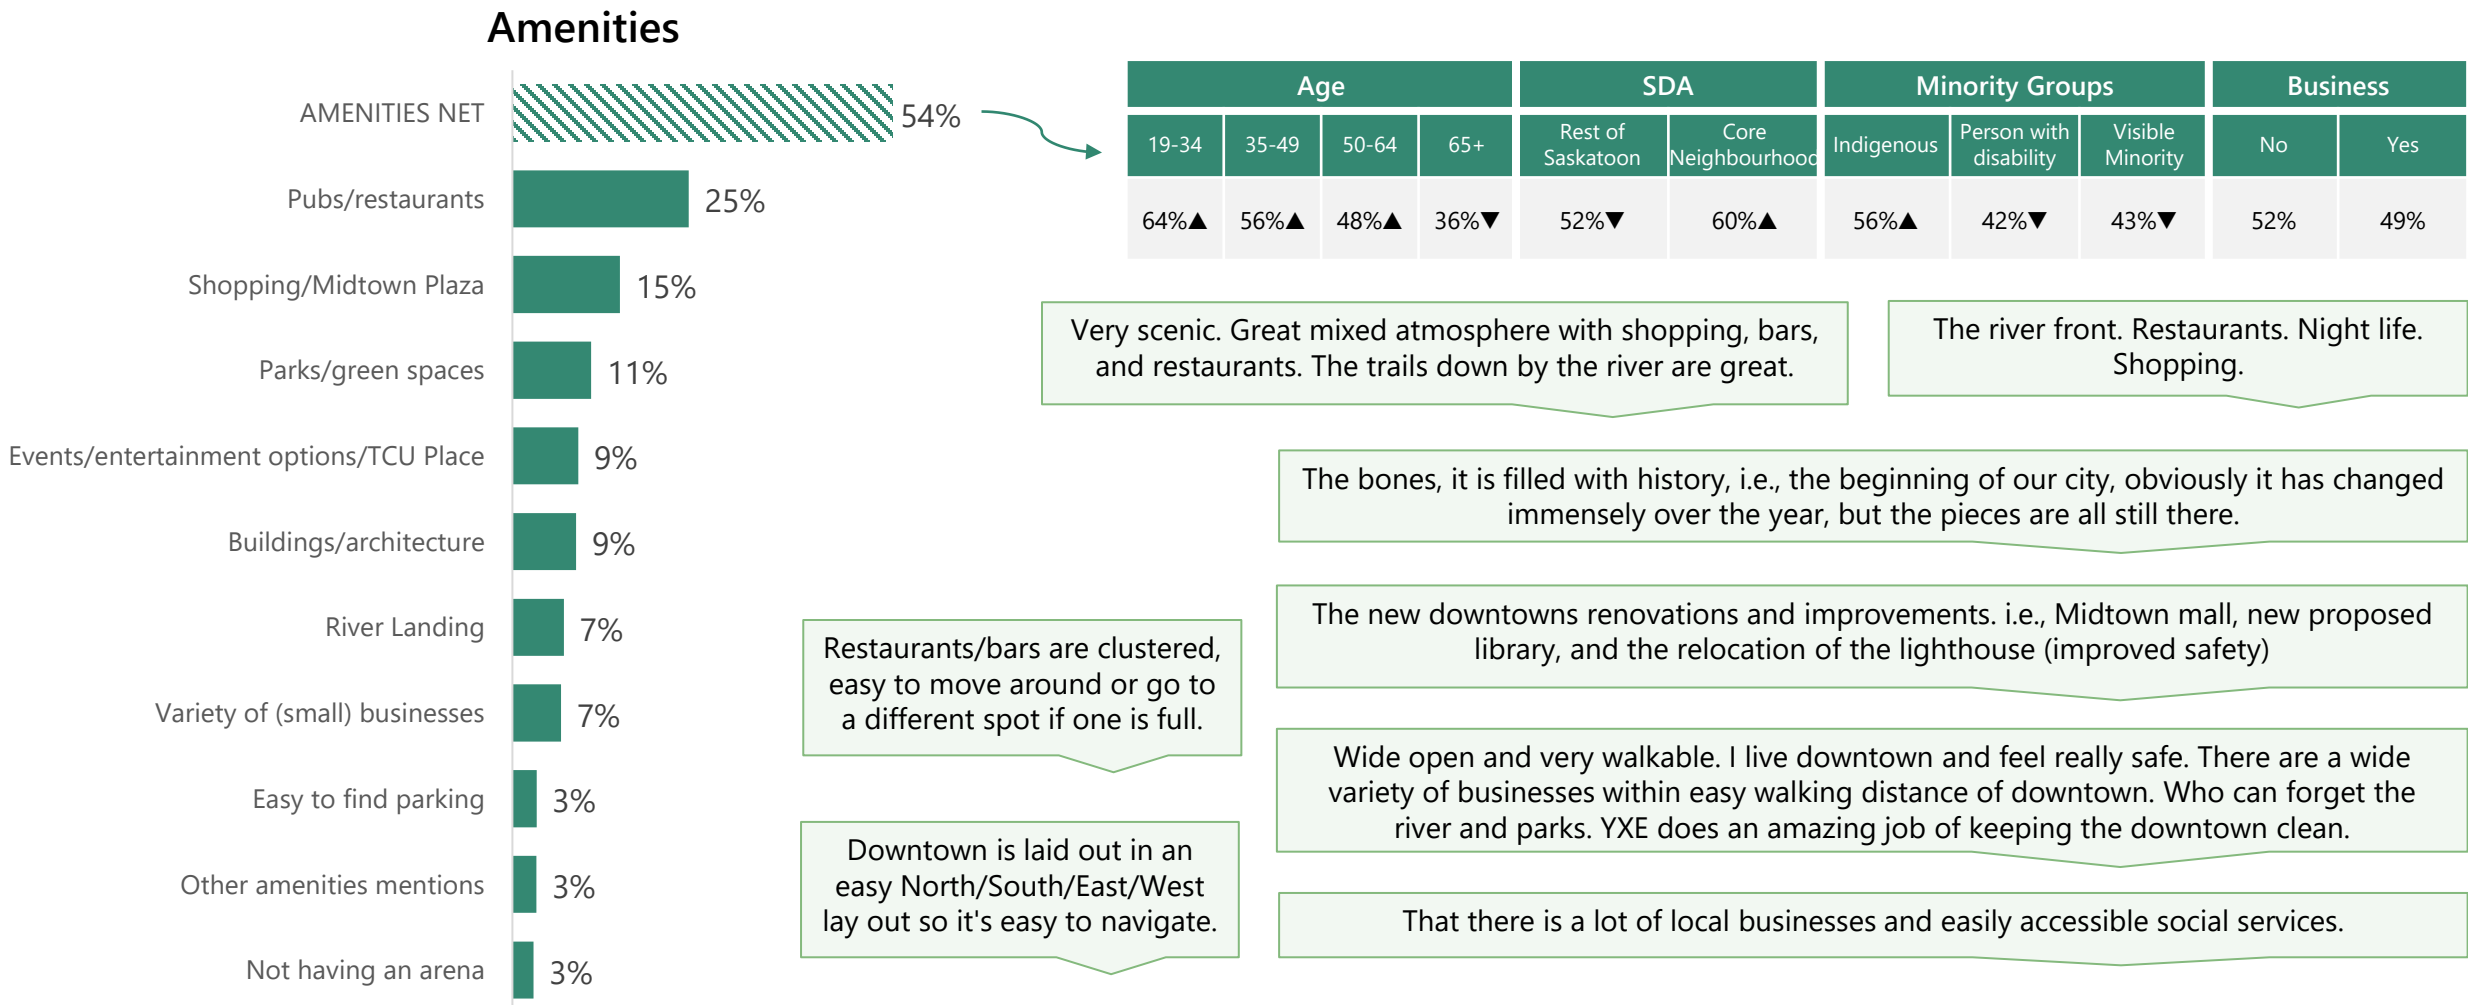 Amenities
AMENITIES NET
54%
Pubs/restaurants
25%
Shopping/Midtown Plaza
15%
Parks/green spaces
11%
Events/entertainment options/TCU Place
9%
Buildings/architecture
9%
River Landing
7%
Variety of (small) businesses
7%
Easy to find parking
3%
Other amenities mentions
3%
Not having an arena
3%
Age SDA Minority Groups Business
19-34 35-49 50-64 65+ Rest of Saskatoon Core Neighbourhood Indigenous Person with disability Visible Minority No Yes
64%▲ 56%▲ 48%▲ 36%▼ 52%▼ 60%▲ 56%▲ 42%▼ 43%▼ 52% 49%
Very scenic. Great mixed atmosphere with shopping, bars,
and restaurants. The trails down by the river are great.
The river front. Restaurants. Night life.
Shopping.
The bones, it is filled with history, i.e., the beginning of our city, obviously it has changed
immensely over the year, but the pieces are all still there.
The new downtowns renovations and improvements. i.e., Midtown mall, new proposed
library, and the relocation of the lighthouse (improved safety)
Restaurants/bars are clustered,
easy to move around or go to
a different spot if one is full.
Wide open and very walkable. I live downtown and feel really safe. There are a wide
variety of businesses within easy walking distance of downtown. Who can forget the
river and parks. YXE does an amazing job of keeping the downtown clean.
Downtown is laid out in an
easy North/South/East/West
lay out so it's easy to navigate.
That there is a lot of local businesses and easily accessible social services.